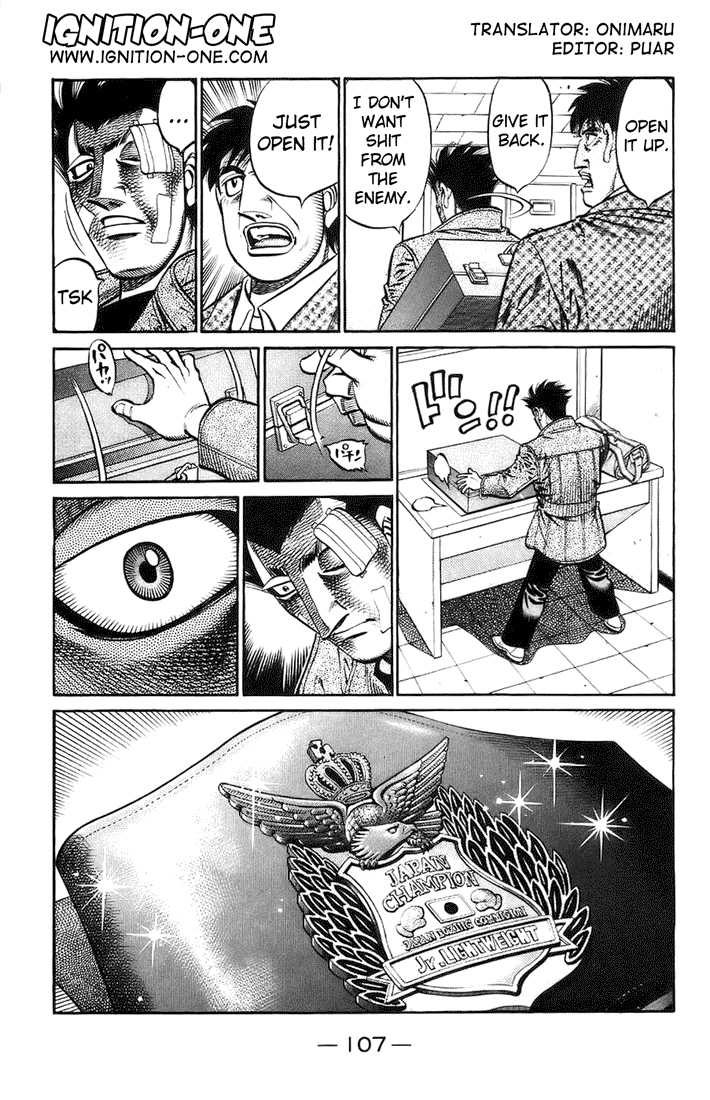 IGNITION-ONE
WWW.IGNITION-ONE.COM
TRANSLATOR: ONIMARU
EDITOR: PUAR
OPEN
IT UP.
GIVE IT
BACK.
I DON'T
WANT
SHIT
FROM
THE
ENEMY.
JUST
OPEN IT!
...
TSK
ドン!!
パチ!
パカッ
JAPAN
CHAMPION
JAPAN BOXING COMMISSION
Jr. LIGHTWEIGHT
— 107 —